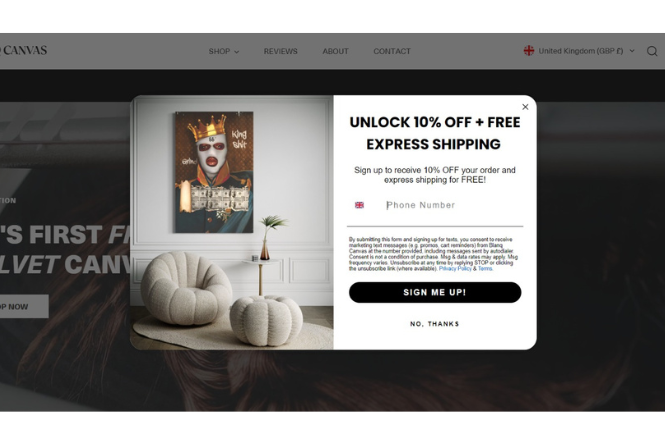 CANVAS
SHOP
REVIEWS
ABOUT
CONTACT
United Kingdom (GBP £)
'S FIRST
LVET CANV
OP NOW
King
Shit
UNLOCK 10% OFF + FREE
EXPRESS SHIPPING
Sign up to receive 10% OFF your order and
express shipping for FREE!
Phone Number
By submitting this form and signing up for texts, you consent to receive
marketing text messages (e.g. promos, cart reminders) from Blanq
Canvas at the number provided, including messages sent by autodialer.
Consent is not a condition of purchase. Msg & data rates may apply. Msg
frequency varies. Unsubscribe at any time by replying STOP or clicking
the unsubscribe link (where available). Privacy Policy & Terms.
SIGN ME UP!
NO, THANKS